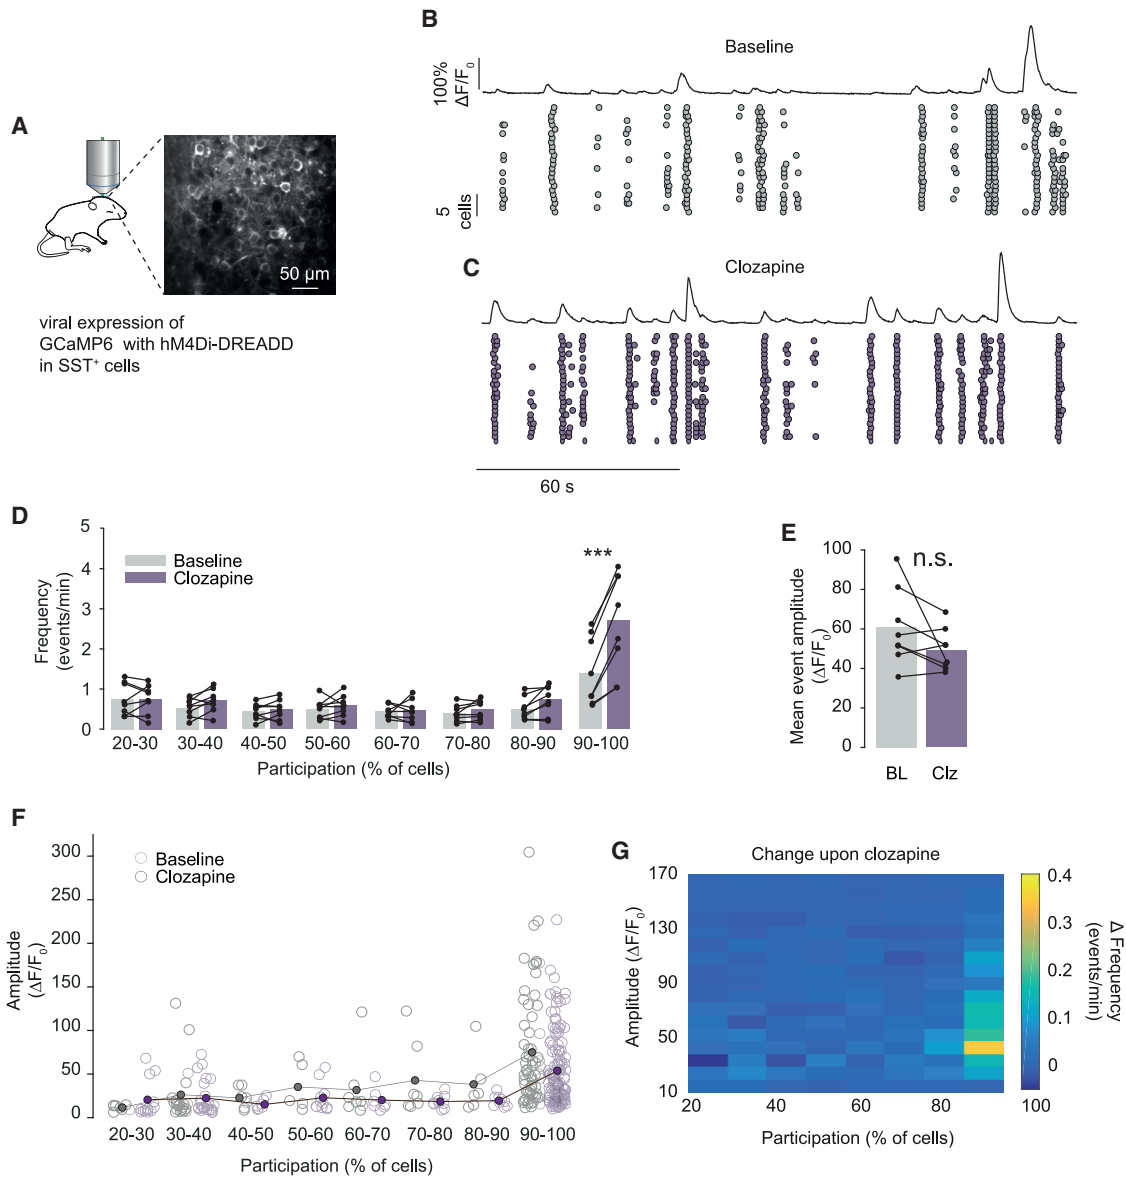 A
50 µm
viral expression of
GCaMP6 with hM4Di-DREADD
in SST⁺ cells
B
Baseline
100%
ΔF/F₀
5
cells
C
Clozapine
60 s
D
Frequency
(events/min)
5
4
3
2
1
0
Baseline
Clozapine
***
20-30 30-40 40-50 50-60 60-70 70-80 80-90 90-100
Participation (% of cells)
E
Mean event amplitude
(ΔF/F₀)
100
80
60
40
20
0
n.s.
BL Clz
F
Amplitude
(ΔF/F₀)
300
250
200
150
100
50
0
Baseline
Clozapine
20-30 30-40 40-50 50-60 60-70 70-80 80-90 90-100
Participation (% of cells)
G
Change upon clozapine
Amplitude (ΔF/F₀)
170
130
90
50
10
20 40 60 80 100
Participation (% of cells)
0.4
0.3
0.2
0.1
0
Δ Frequency
(events/min)